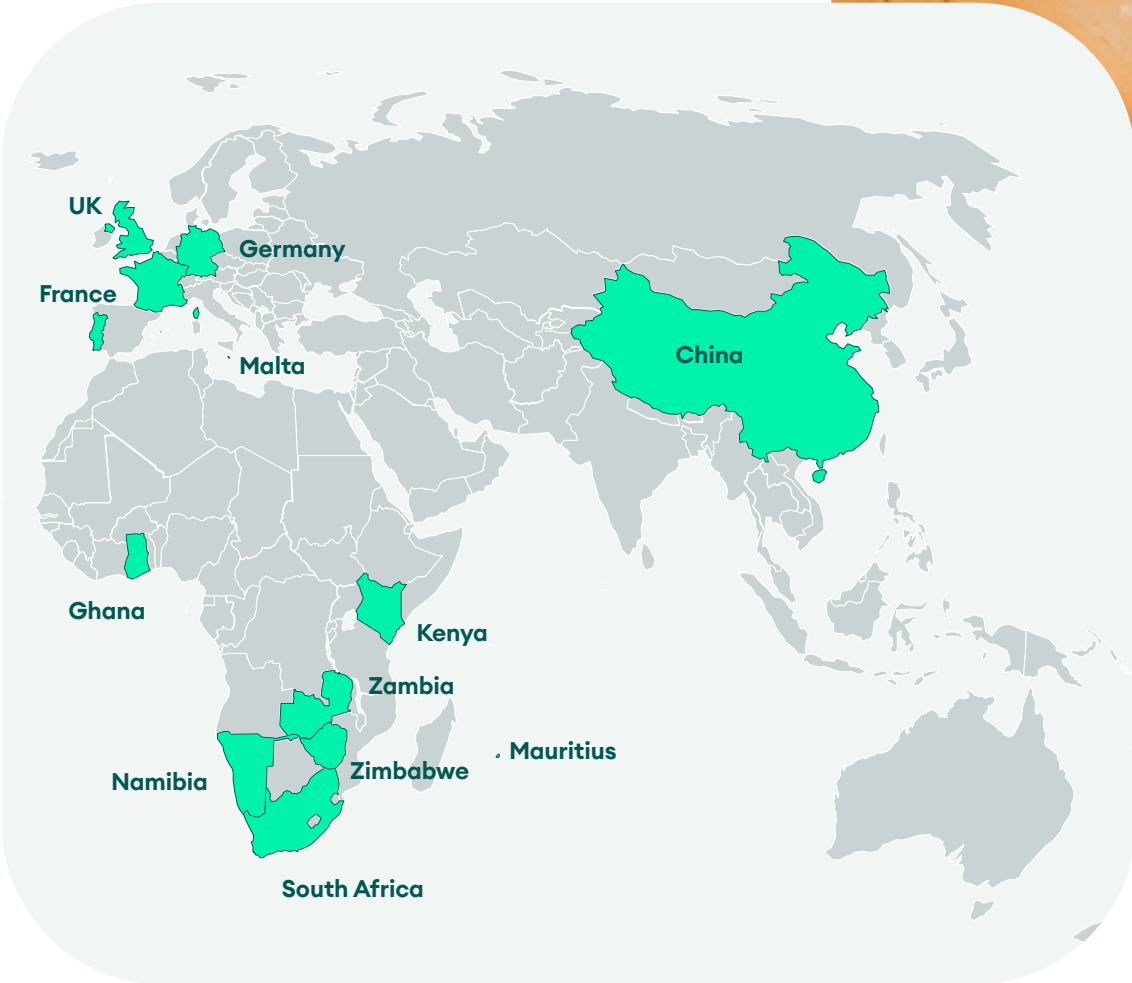 UK
Germany
France
Malta
China
Ghana
Kenya
Zambia
Mauritius
Zimbabwe
Namibia
South Africa